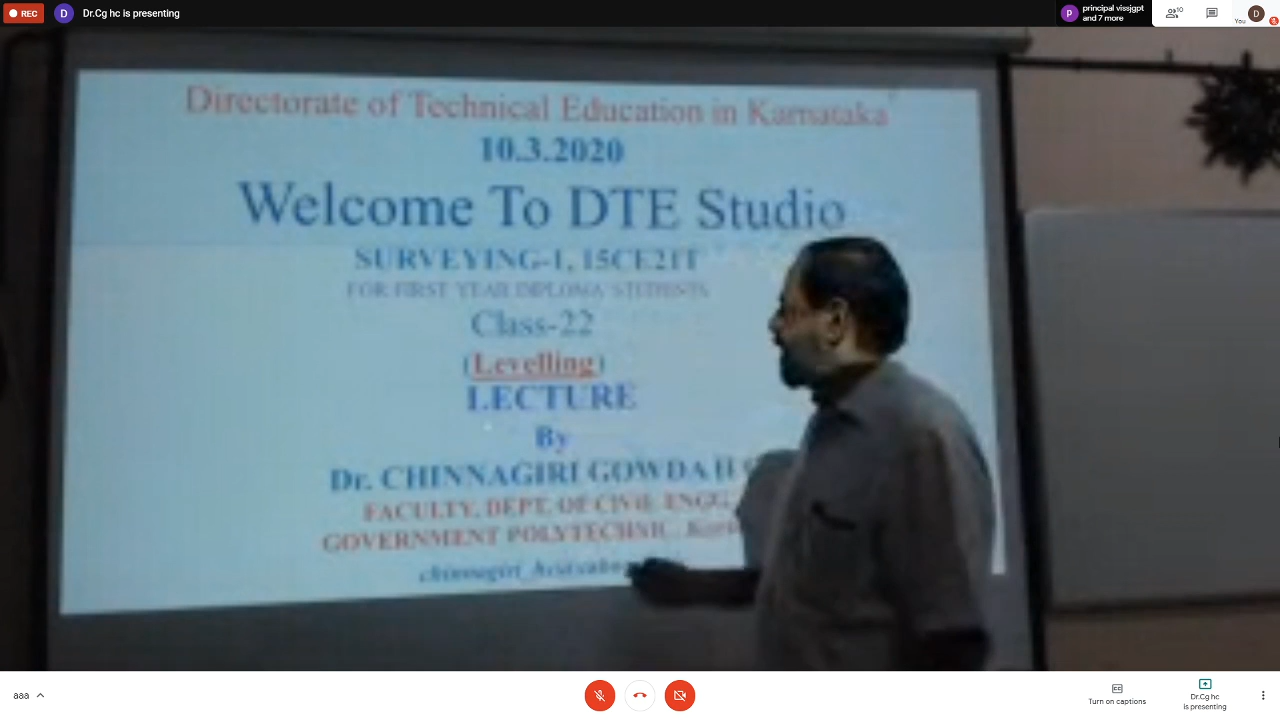 REC
D
Dr.Cg hc is presenting
P
principal vissjgpt
and 7 more
10
You
D
Directorate of Technical Education in Karnataka
10.3.2020
Welcome To DTE Studio
SURVEYING-1, 15CE21T
FOR FIRST YEAR DIPLOMA STUDENTS
Class-22
(Levelling)
LECTURE
By
Dr. CHINNAGIRI GOWDA H
FACULTY, DEPT. OF CIVIL ENGG.
GOVERNMENT POLYTECHNIC,
aaa
CC
Turn on captions
Dr.Cg hc
is presenting